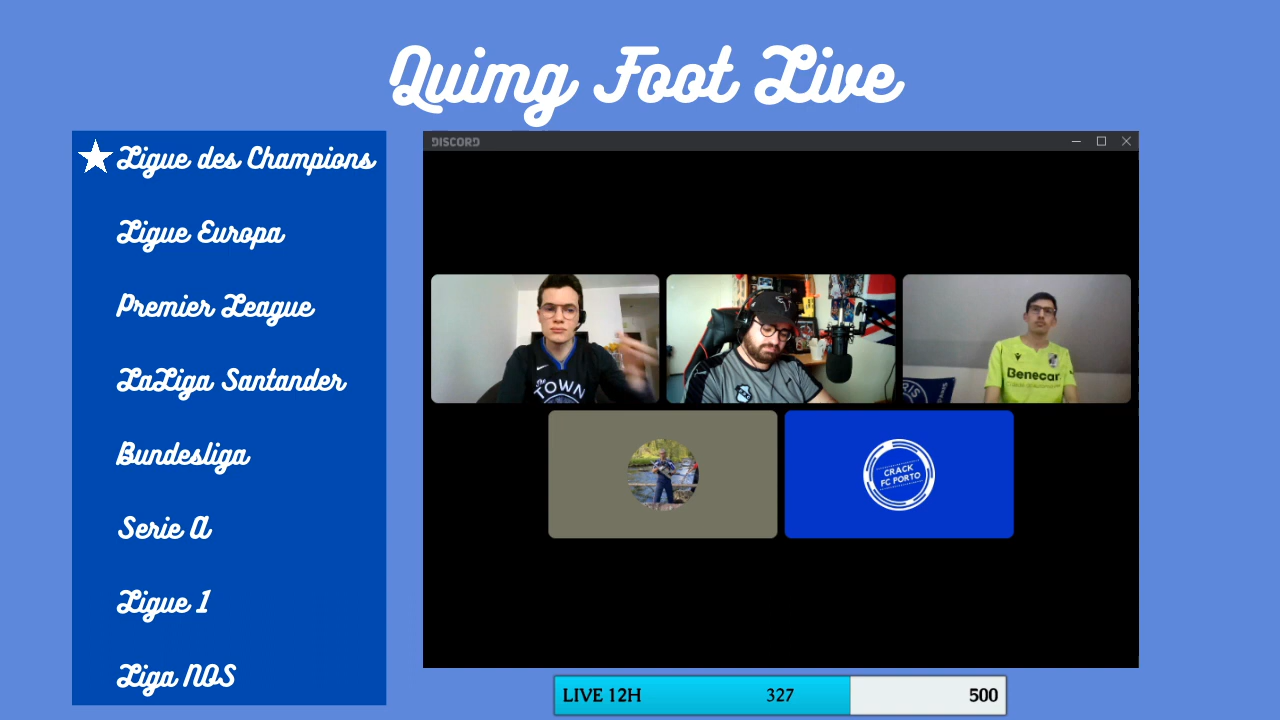 Quimg Foot Live
Ligue des Champions
Ligue Europa
Premier League
LaLiga Santander
Bundesliga
Serie A
Ligue 1
Liga NOS
DISCORD
The
TOWN
Benecar
CRACK
FC PORTO
LIVE 12H 327 500